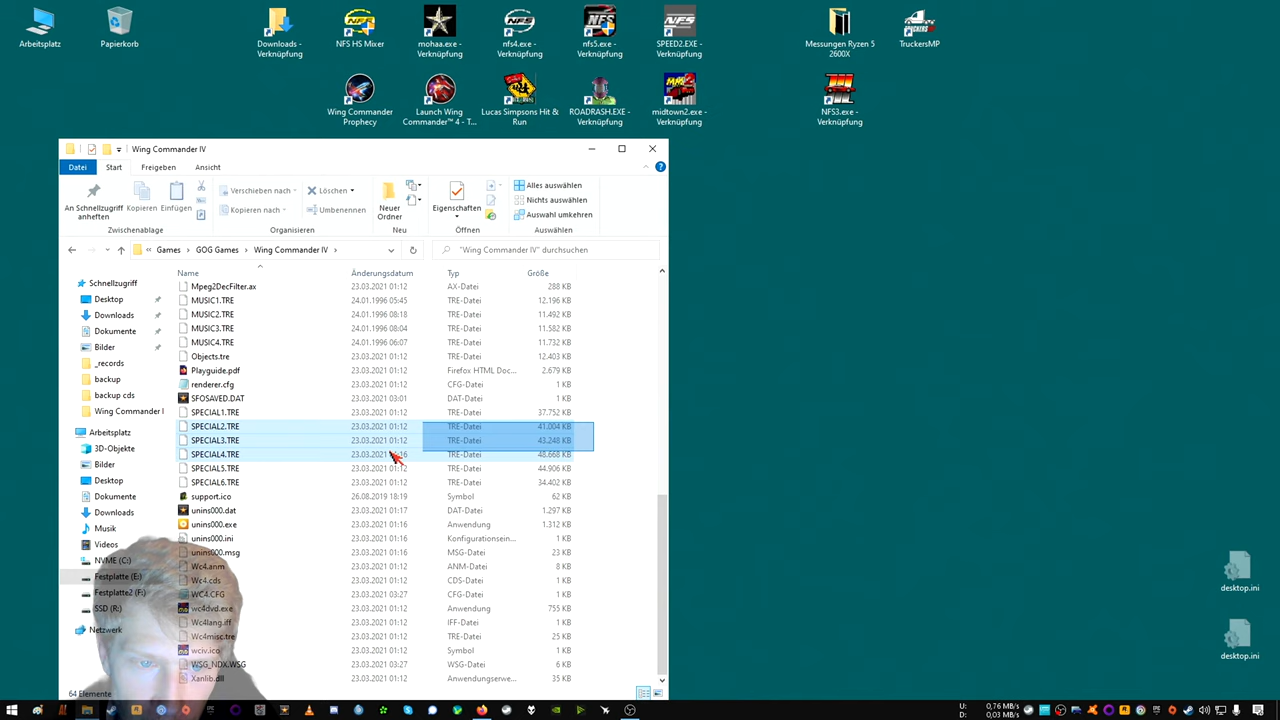 Arbeitsplatz
Papierkorb
Downloads -
Verknüpfung
NFS HS Mixer
mohaa.exe -
Verknüpfung
nfs4.exe -
Verknüpfung
nfs5.exe -
Verknüpfung
SPEED2.EXE -
Verknüpfung
Messungen Ryzen 5
2600X
TruckersMP
Wing Commander
Prophecy
Launch Wing
Commander™ 4 - T...
Lucas Simpsons Hit &
Run
ROADRASH.EXE -
Verknüpfung
midtown2.exe -
Verknüpfung
NFS3.exe -
Verknüpfung
Wing Commander IV
Datei
Start
Freigeben
Ansicht
An Schnellzugriff
anheften
Kopieren
Einfügen
Zwischenablage
Verschieben nach
Kopieren nach
Löschen
Umbenennen
Organisieren
Neuer
Ordner
Neu
Eigenschaften
Öffnen
Alles auswählen
Nichts auswählen
Auswahl umkehren
Auswählen
« Games > GOG Games > Wing Commander IV >
"Wing Commander IV" durchsuchen
Schnellzugriff
Desktop
Downloads
Dokumente
Bilder
_records
backup
backup cds
Wing Commander I
Arbeitsplatz
3D-Objekte
Bilder
Desktop
Dokumente
Downloads
Musik
Videos
NVME (C:)
Festplatte (E:)
Festplatte2 (F:)
SSD (R:)
Netzwerk
Name Änderungsdatum Typ Größe
Mpeg2DecFilter.ax 23.03.2021 01:12 AX-Datei 288 KB
MUSIC1.TRE 24.01.1996 05:45 TRE-Datei 12.196 KB
MUSIC2.TRE 24.01.1996 08:18 TRE-Datei 11.492 KB
MUSIC3.TRE 24.01.1996 08:04 TRE-Datei 11.582 KB
MUSIC4.TRE 24.01.1996 06:07 TRE-Datei 11.732 KB
Objects.tre 23.03.2021 01:12 TRE-Datei 12.403 KB
Playguide.pdf 23.03.2021 01:12 Firefox HTML Doc... 2.679 KB
renderer.cfg 23.03.2021 01:12 CFG-Datei 1 KB
SFOSAVED.DAT 23.03.2021 03:01 DAT-Datei 1 KB
SPECIAL1.TRE 23.03.2021 01:12 TRE-Datei 37.752 KB
SPECIAL2.TRE 23.03.2021 01:12 TRE-Datei 41.004 KB
SPECIAL3.TRE 23.03.2021 01:12 TRE-Datei 43.248 KB
SPECIAL4.TRE 23.03.2021 TRE-Datei 48.668 KB
SPECIAL5.TRE 23.03.2021 01:12 TRE-Datei 44.906 KB
SPECIAL6.TRE 23.03.2021 01:12 TRE-Datei 34.402 KB
support.ico 26.08.2019 18:19 Symbol 62 KB
unins000.dat 23.03.2021 01:17 DAT-Datei 1.297 KB
unins000.exe 23.03.2021 01:16 Anwendung 1.312 KB
unins000.ini 23.03.2021 01:16 Konfigurationsein... 1 KB
unins000.msg 23.03.2021 01:16 MSG-Datei 23 KB
Wc4.anm 23.03.2021 01:12 ANM-Datei 8 KB
Wc4.cds 23.03.2021 01:12 CDS-Datei 1 KB
WC4.CFG 23.03.2021 03:27 CFG-Datei 1 KB
wc4dvd.exe 23.03.2021 01:12 Anwendung 755 KB
Wc4lang.iff 23.03.2021 01:12 IFF-Datei 1 KB
Wc4misc.tre 23.03.2021 01:12 TRE-Datei 25 KB
wciv.ico 23.03.2021 01:12 Symbol 1 KB
WSG_NDX.WSG 23.03.2021 03:27 WSG-Datei 6 KB
Xanlib.dll 23.03.2021 01:12 Anwendungserwe... 35 KB
64 Elemente
desktop.ini
desktop.ini
U: 0,76 MB/s
D: 0,03 MB/s